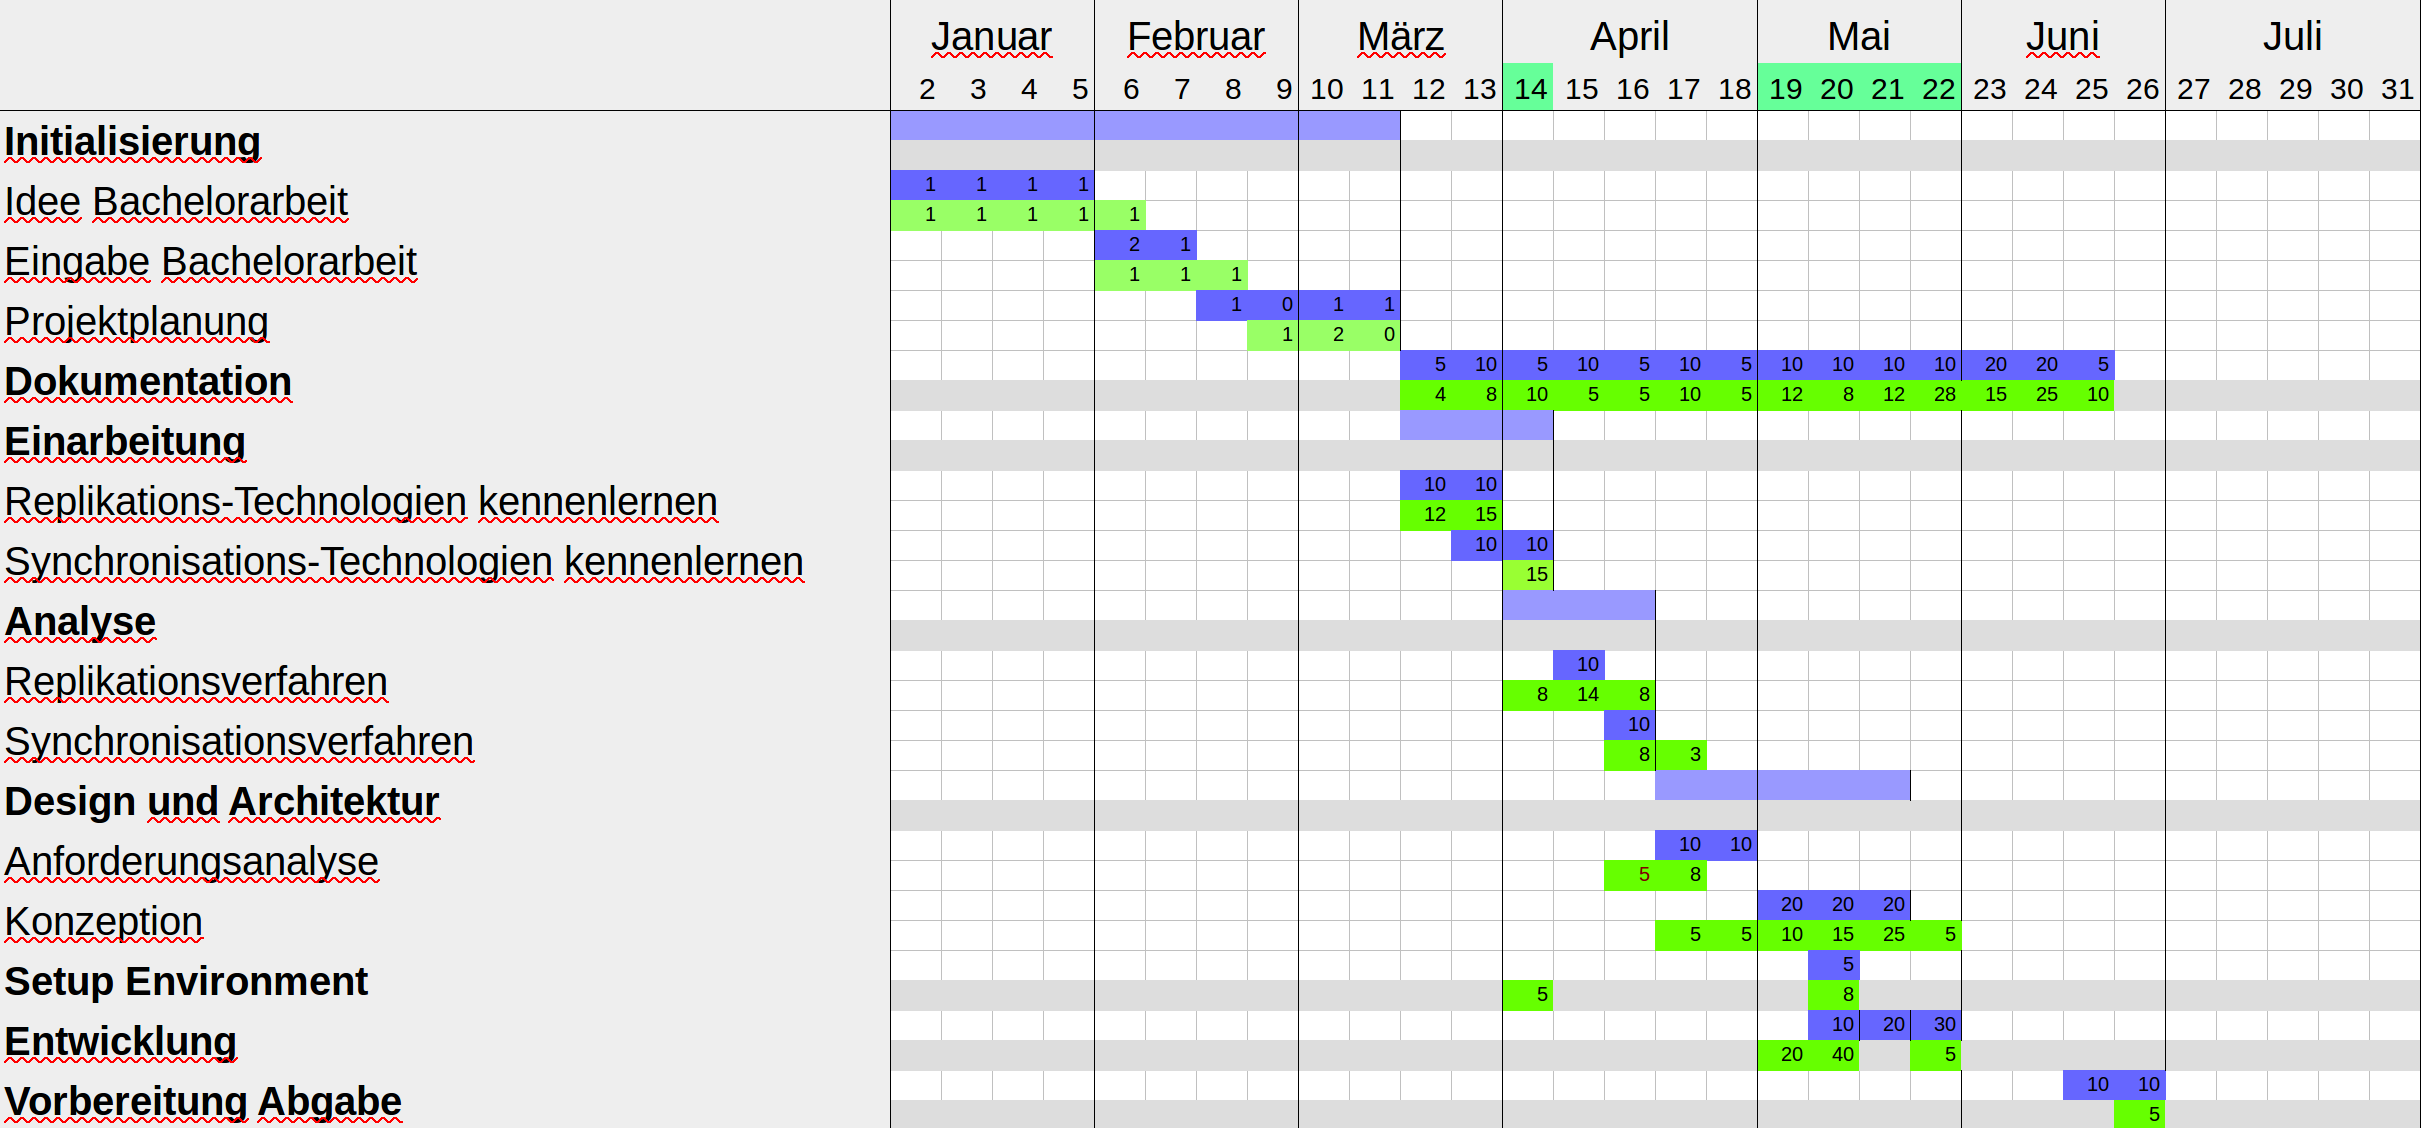 Januar Februar März April Mai Juni Juli
2 3 4 5 6 7 8 9 10 11 12 13 14 15 16 17 18 19 20 21 22 23 24 25 26 27 28 29 30 31
Initialisierung
Idee Bachelorarbeit
1 1 1 1
1 1 1 1 1
Eingabe Bachelorarbeit
2 1
1 1 1
Projektplanung
1 0 1 1
1 2 0
Dokumentation
5 10 5 10 5 10 5 10 10 10 10 20 20 5
4 8 10 5 5 10 5 12 8 12 28 15 25 10
Einarbeitung
Replikations-Technologien kennenlernen
10 10
12 15
Synchronisations-Technologien kennenlernen
10 10
15
Analyse
Replikationsverfahren
10
8 14 8
Synchronisationsverfahren
10
8 3
Design und Architektur
Anforderungsanalyse
10 10
5 8
Konzeption
20 20 20
5 5 10 15 25 5
Setup Environment
5
5 8
Entwicklung
10 20 30
20 40 5
Vorbereitung Abgabe
10 10
5